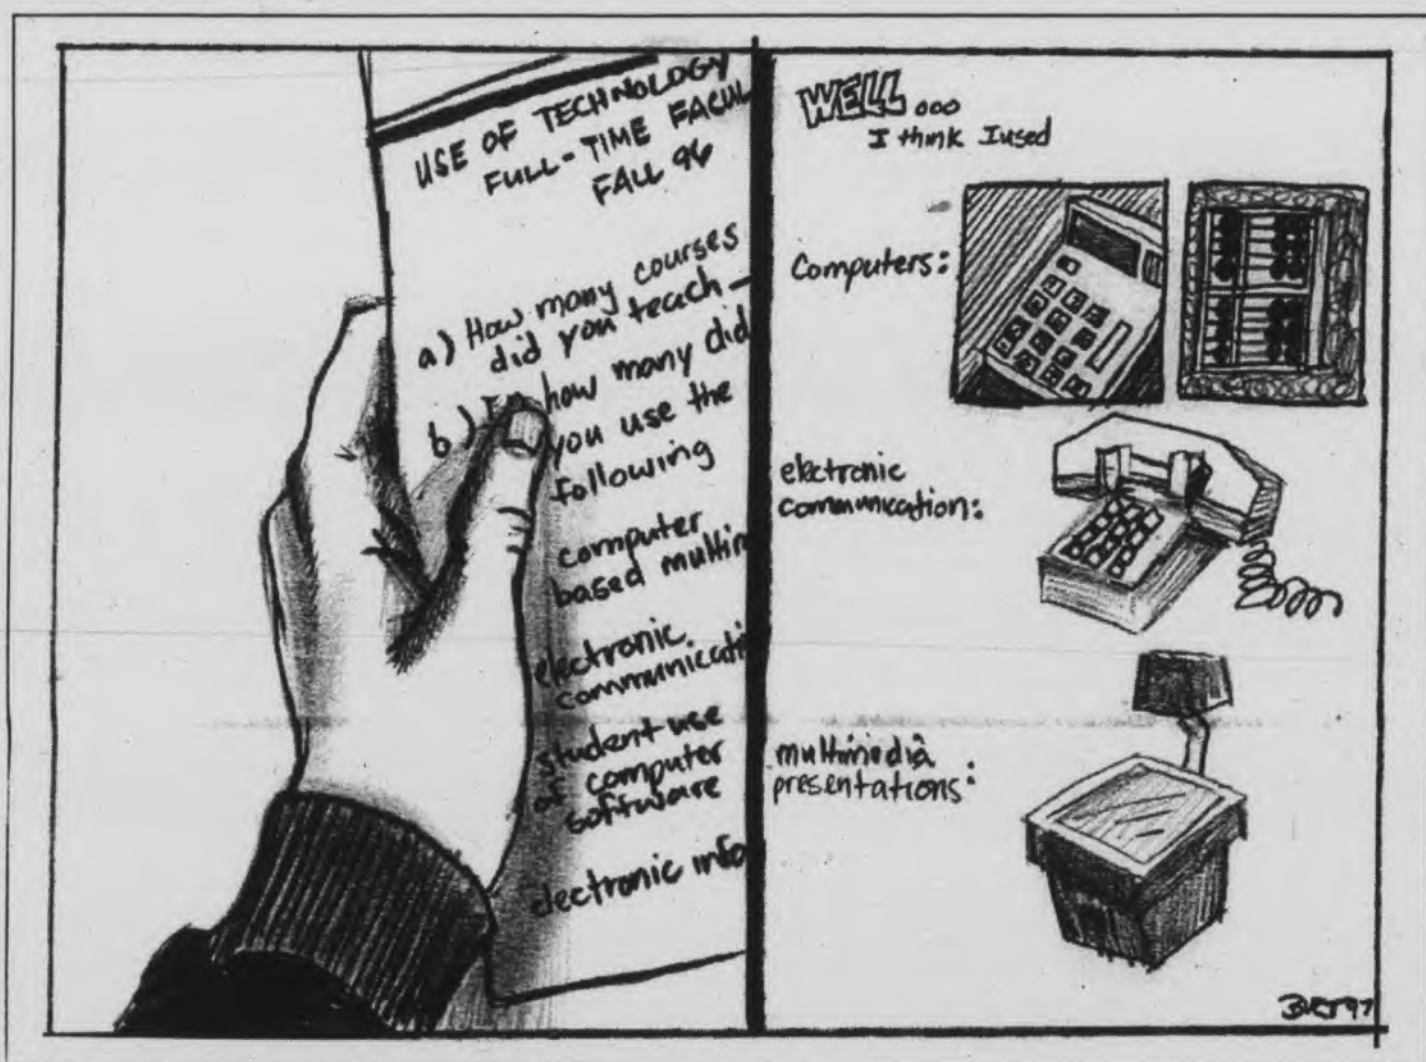 USE OF TECHNOLOGY
FULL-TIME FACUL
FALL 96
a) How many courses
did you teach —
b) how many did
you use the
following
computer
based multim
electronic
communicati
student use
of computer
software
electronic info
WELL...
I think I used
Computers:
electronic
communication:
multimedia
presentations: